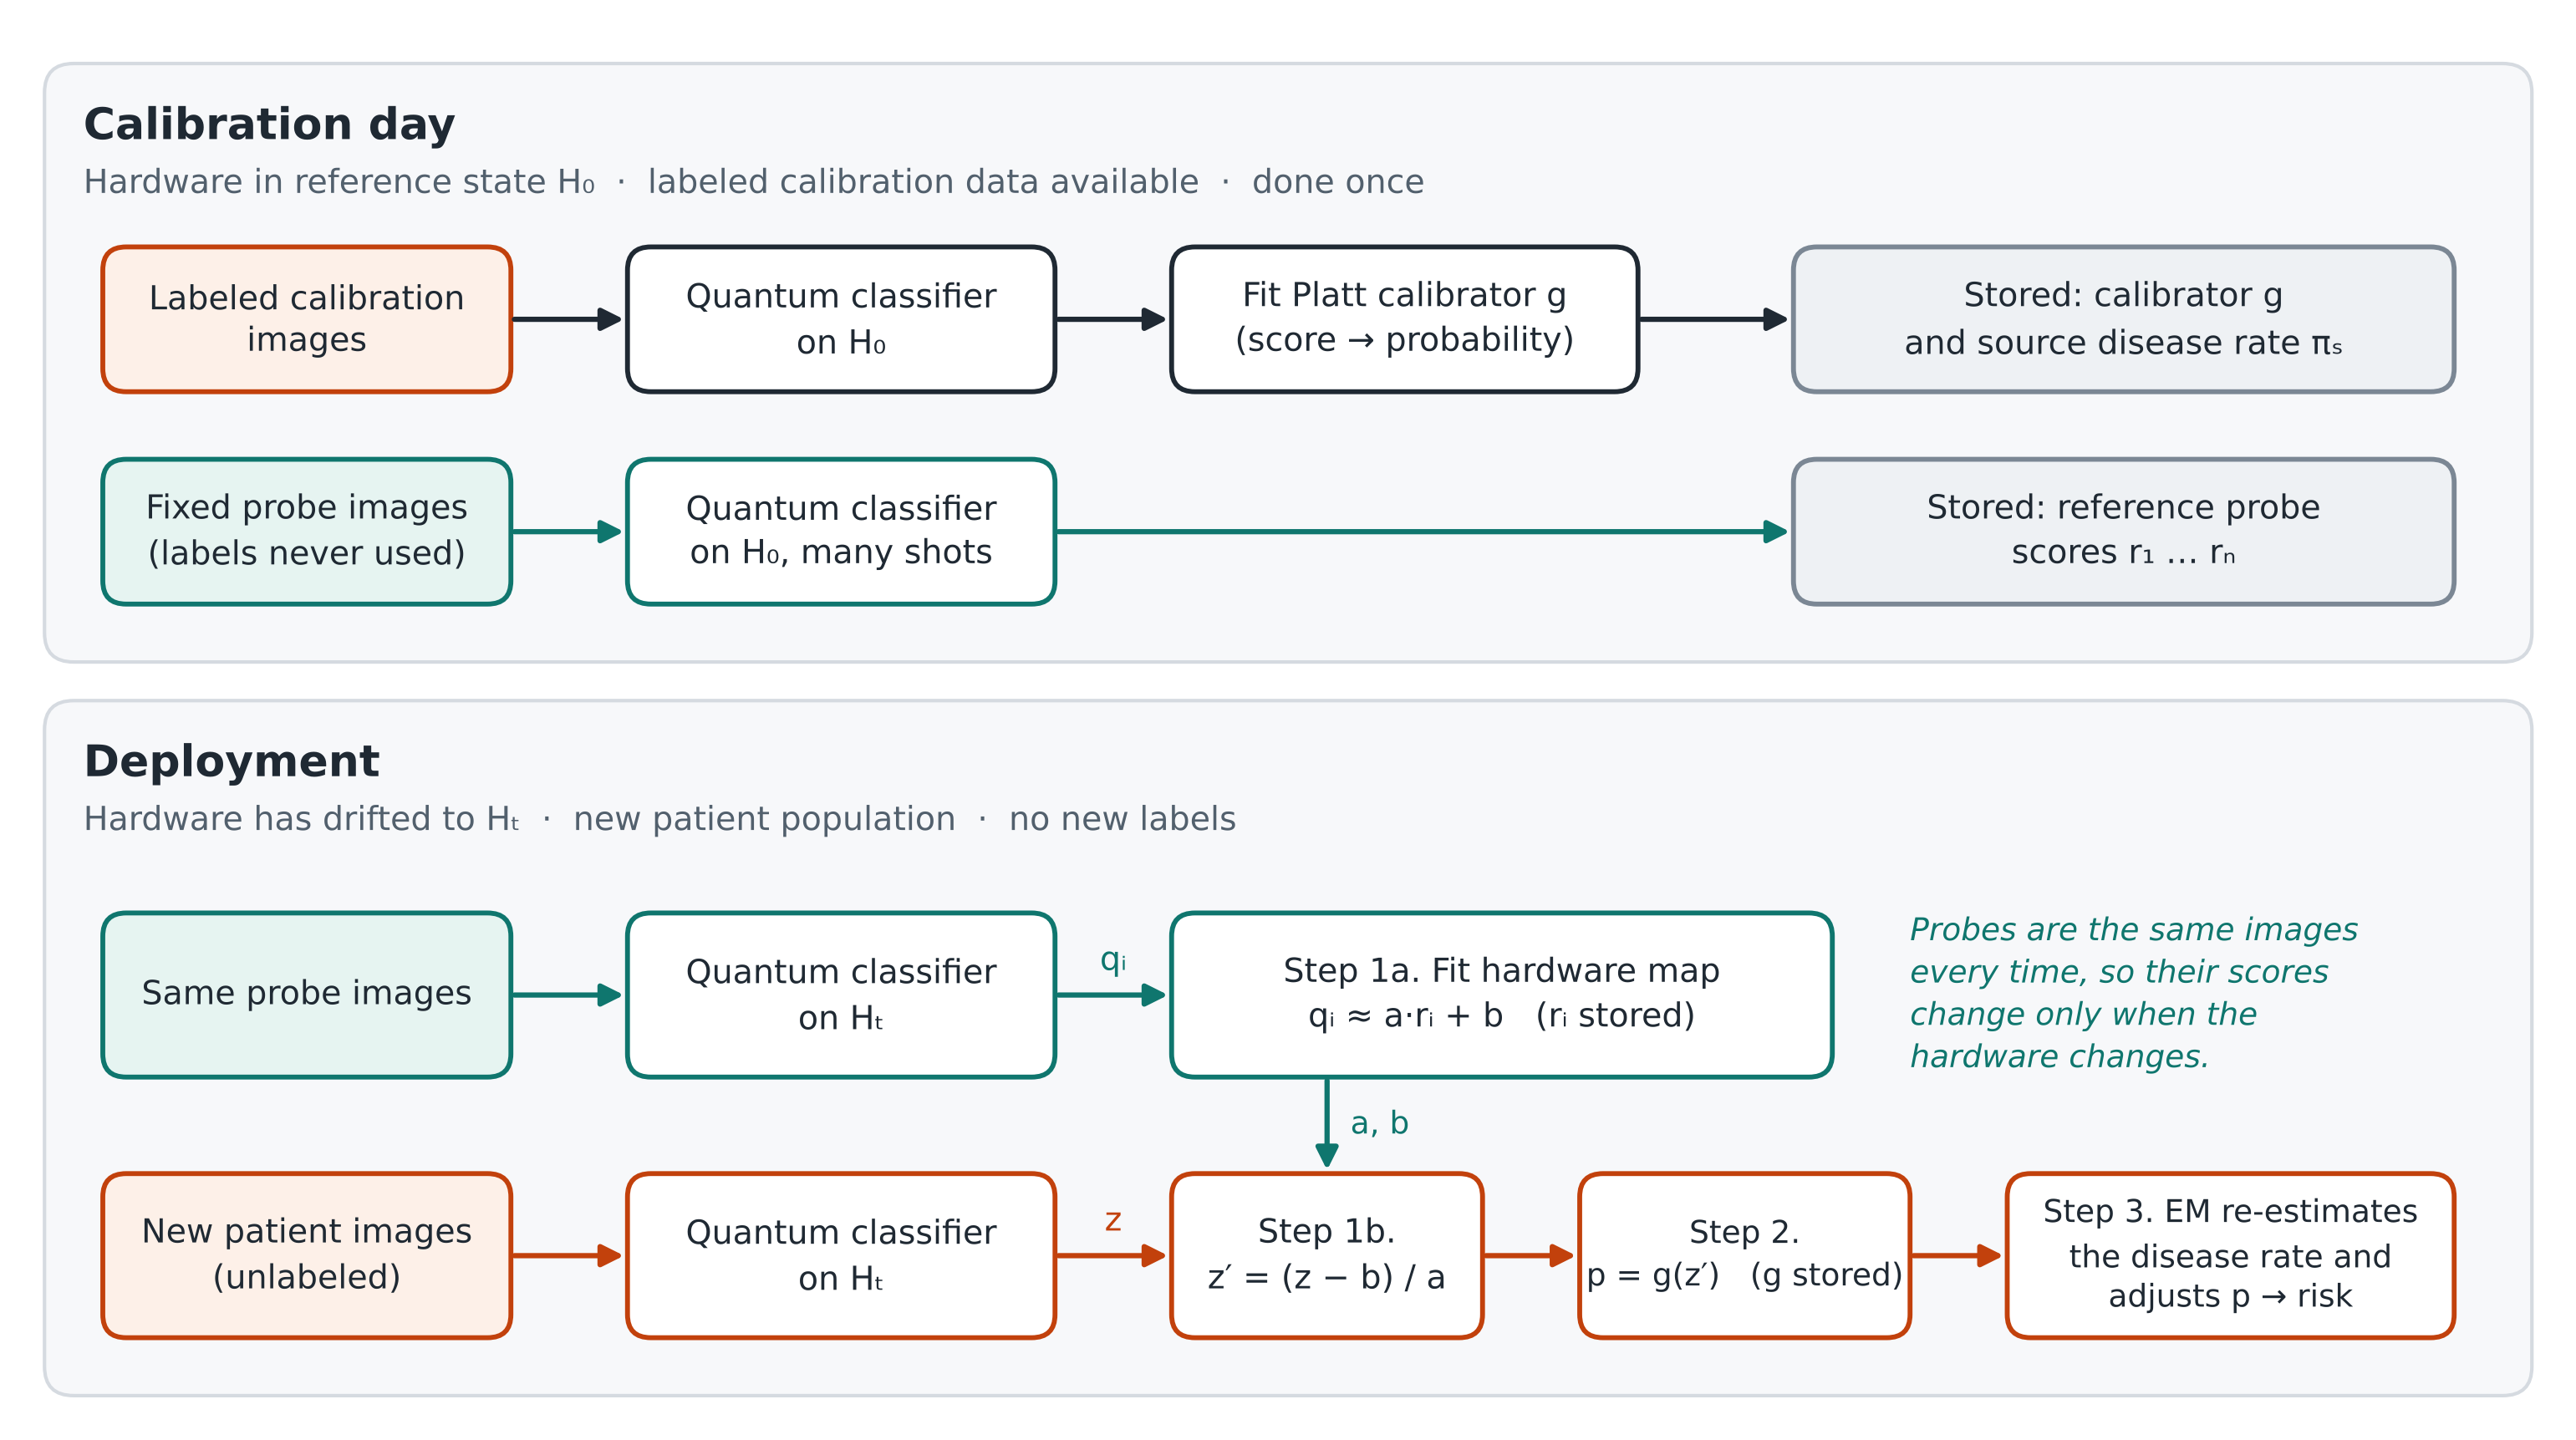 Calibration day
Hardware in reference state H₀ · labeled calibration data available · done once
Labeled calibration
images
Quantum classifier
on H₀
Fit Platt calibrator g
(score → probability)
Stored: calibrator g
and source disease rate πₛ
Fixed probe images
(labels never used)
Quantum classifier
on H₀, many shots
Stored: reference probe
scores r₁ … rₙ
Deployment
Hardware has drifted to Hₜ · new patient population · no new labels
Same probe images
Quantum classifier
on Hₜ
qᵢ
Step 1a. Fit hardware map
qᵢ ≈ a·rᵢ + b (rᵢ stored)
Probes are the same images
every time, so their scores
change only when the
hardware changes.
a, b
New patient images
(unlabeled)
Quantum classifier
on Hₜ
z
Step 1b.
z′ = (z − b) / a
Step 2.
p = g(z′) (g stored)
Step 3. EM re-estimates
the disease rate and
adjusts p → risk